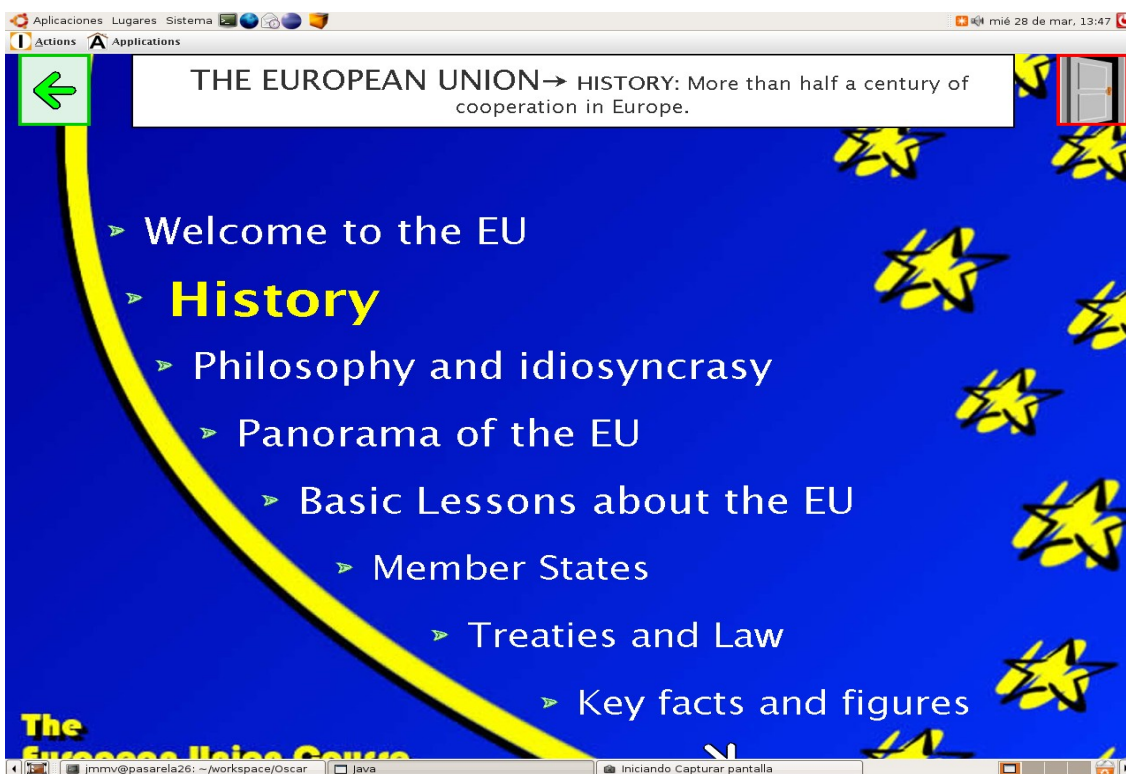 Aplicaciones Lugares Sistema
mié 28 de mar, 13:47
Actions Applications
THE EUROPEAN UNION→ HISTORY: More than half a century of
cooperation in Europe.
Welcome to the EU
History
Philosophy and idiosyncrasy
Panorama of the EU
Basic Lessons about the EU
Member States
Treaties and Law
Key facts and figures
The
European Union Course
jmmv@pasarela26: ~/workspace/Oscar
Java
Iniciando Capturar pantalla